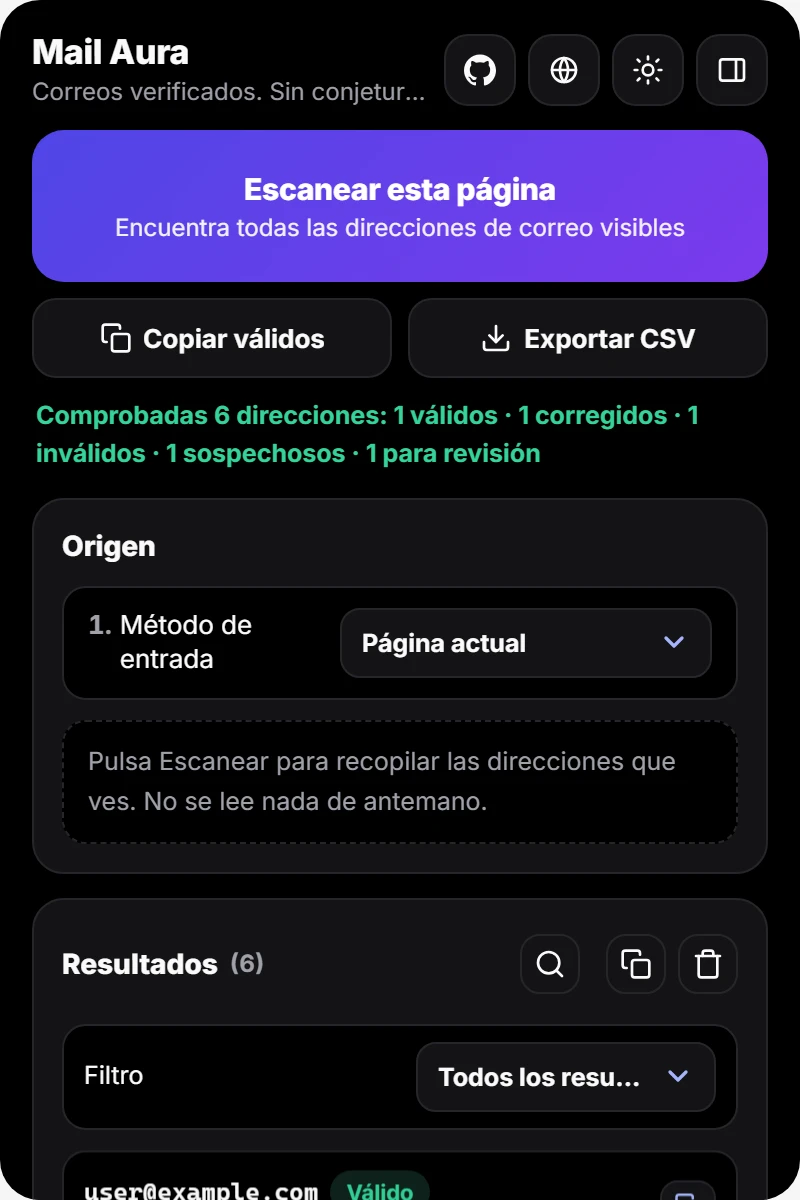 Mail Aura
Correos verificados. Sin conjetur...
Escanear esta página
Encuentra todas las direcciones de correo visibles
Copiar válidos
Exportar CSV
Comprobadas 6 direcciones: 1 válidos · 1 corregidos · 1
inválidos · 1 sospechosos · 1 para revisión
Origen
1. Método de
entrada
Página actual
Pulsa Escanear para recopilar las direcciones que
ves. No se lee nada de antemano.
Resultados (6)
Filtro
Todos los resu...
user@example.com Válido